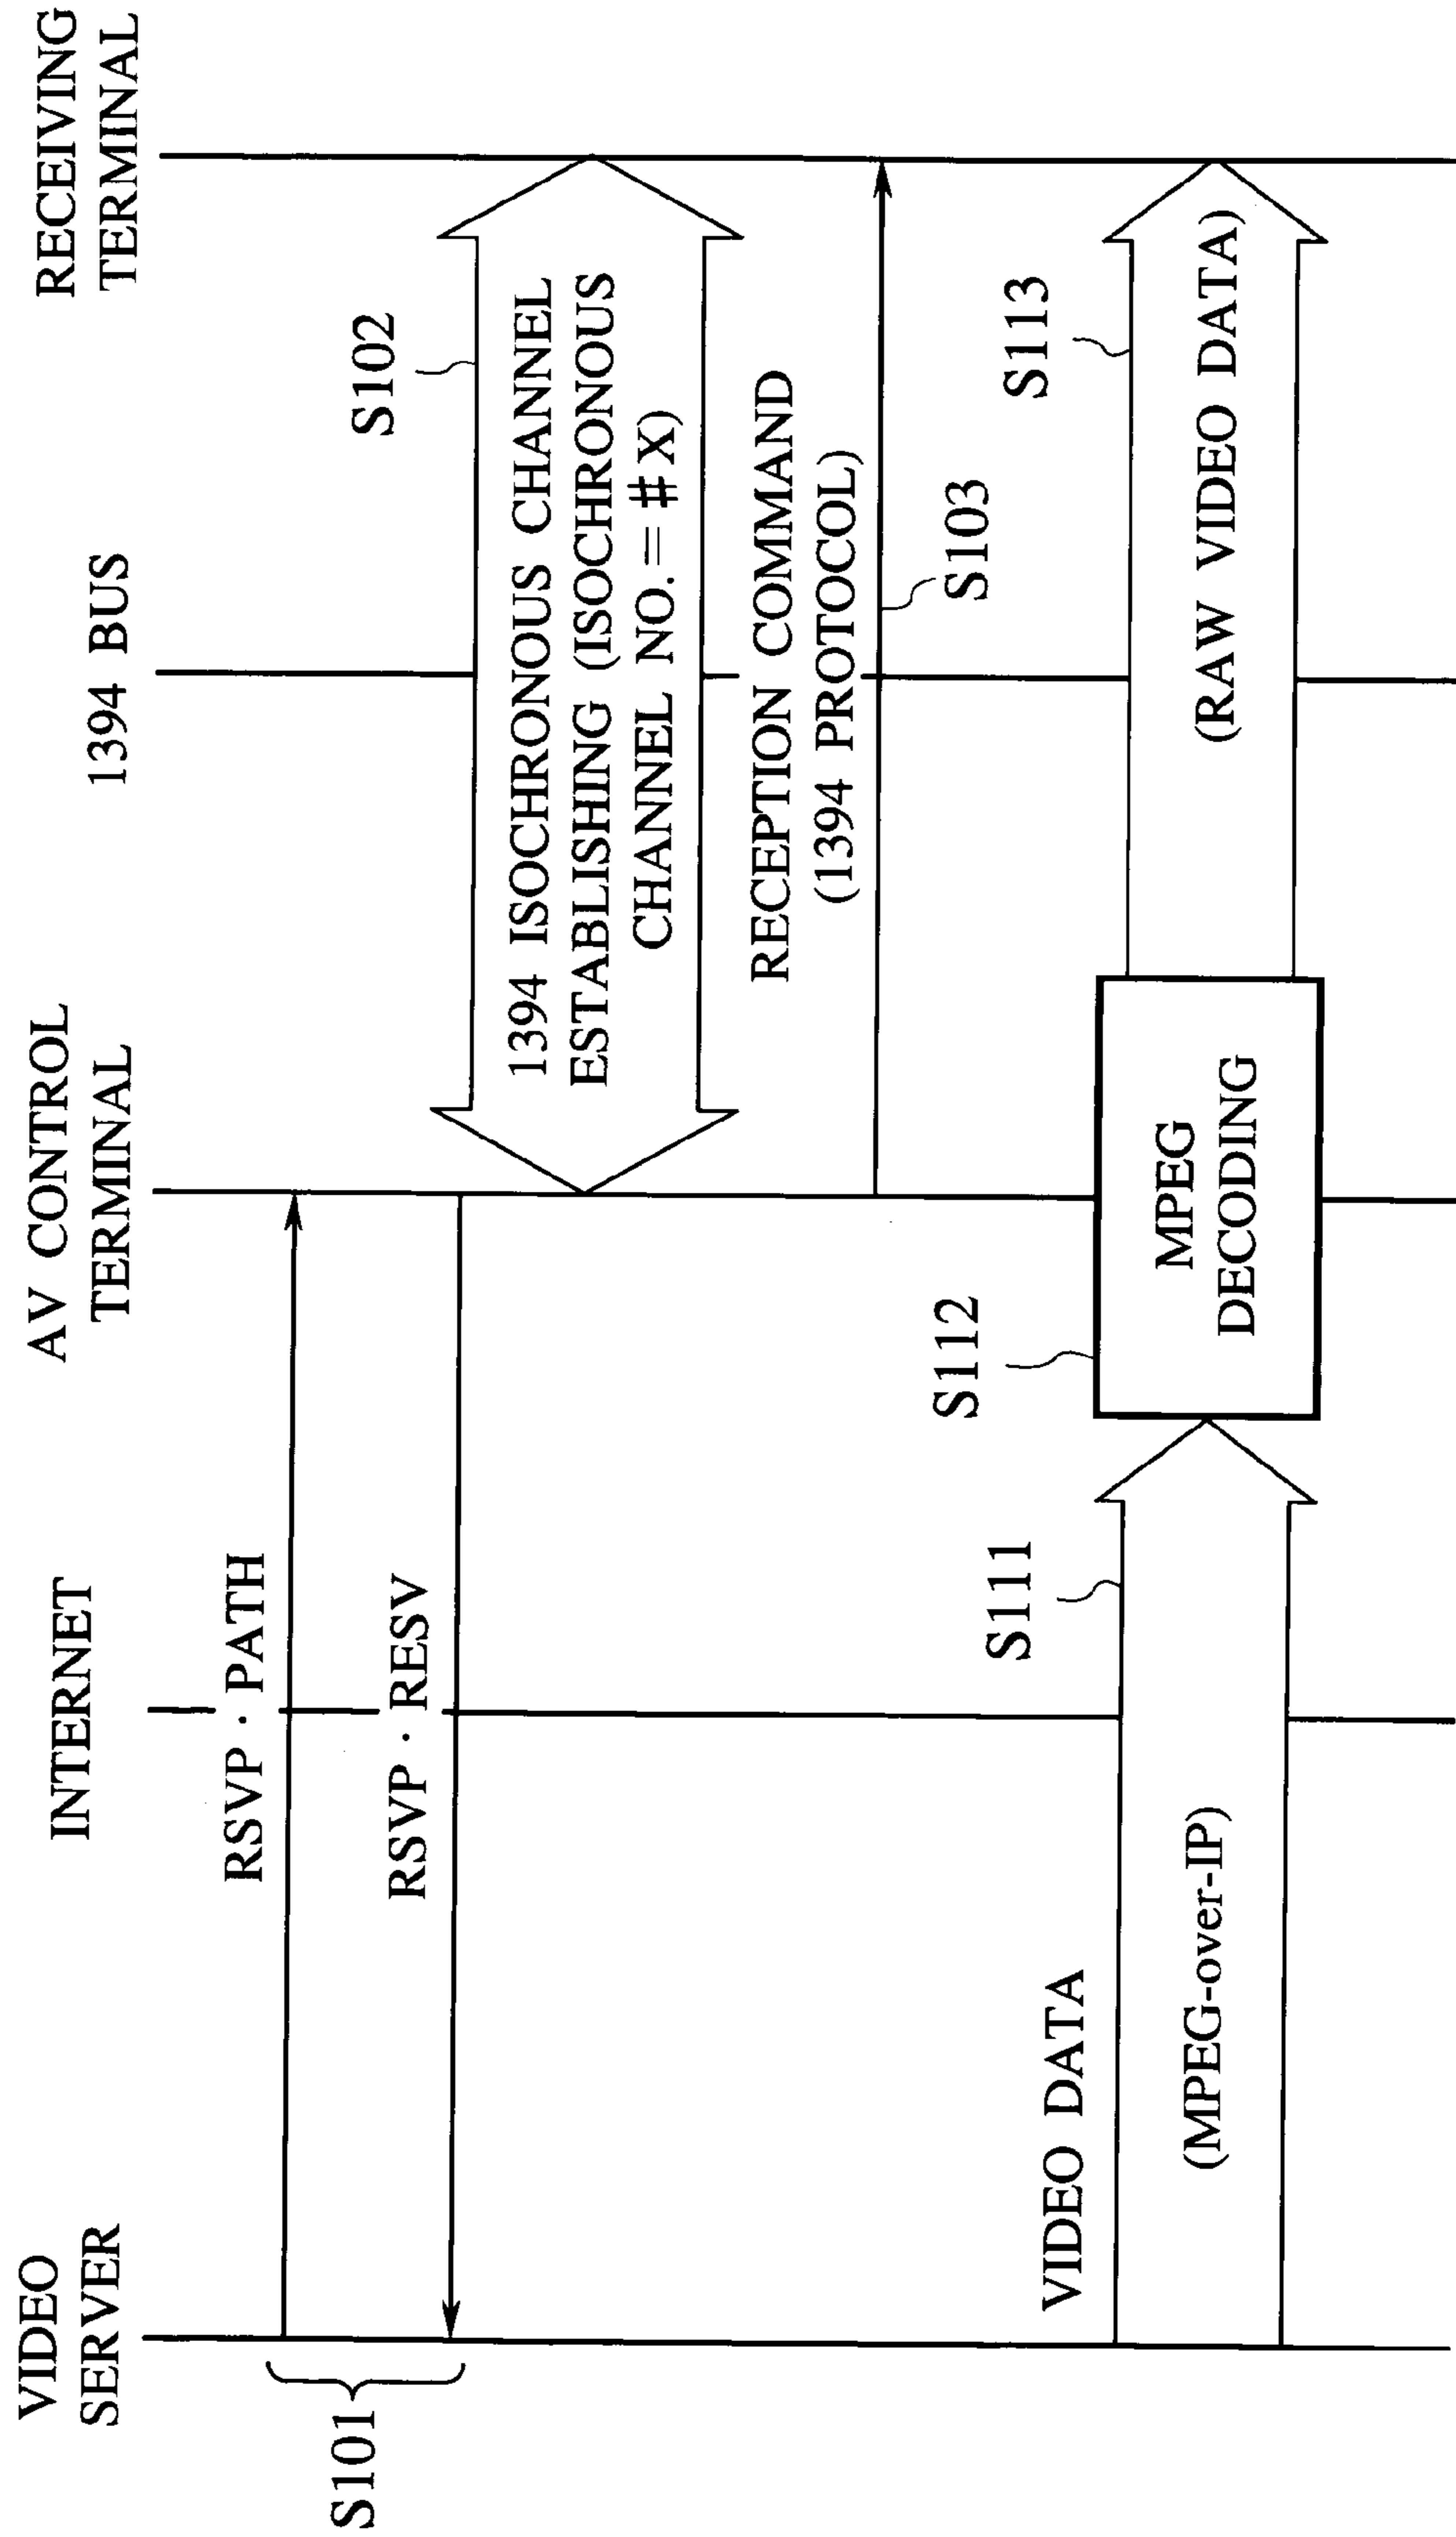 VIDEO
SERVER
INTERNET
AV CONTROL
TERMINAL
1394 BUS
RECEIVING
TERMINAL
S101
RSVP · PATH
RSVP · RESV
S102
1394 ISOCHRONOUS CHANNEL
ESTABLISHING (ISOCHRONOUS
CHANNEL NO. = #X)
RECEPTION COMMAND
(1394 PROTOCOL)
S103
VIDEO DATA
(MPEG-over-IP)
S111
S112
MPEG
DECODING
S113
(RAW VIDEO DATA)